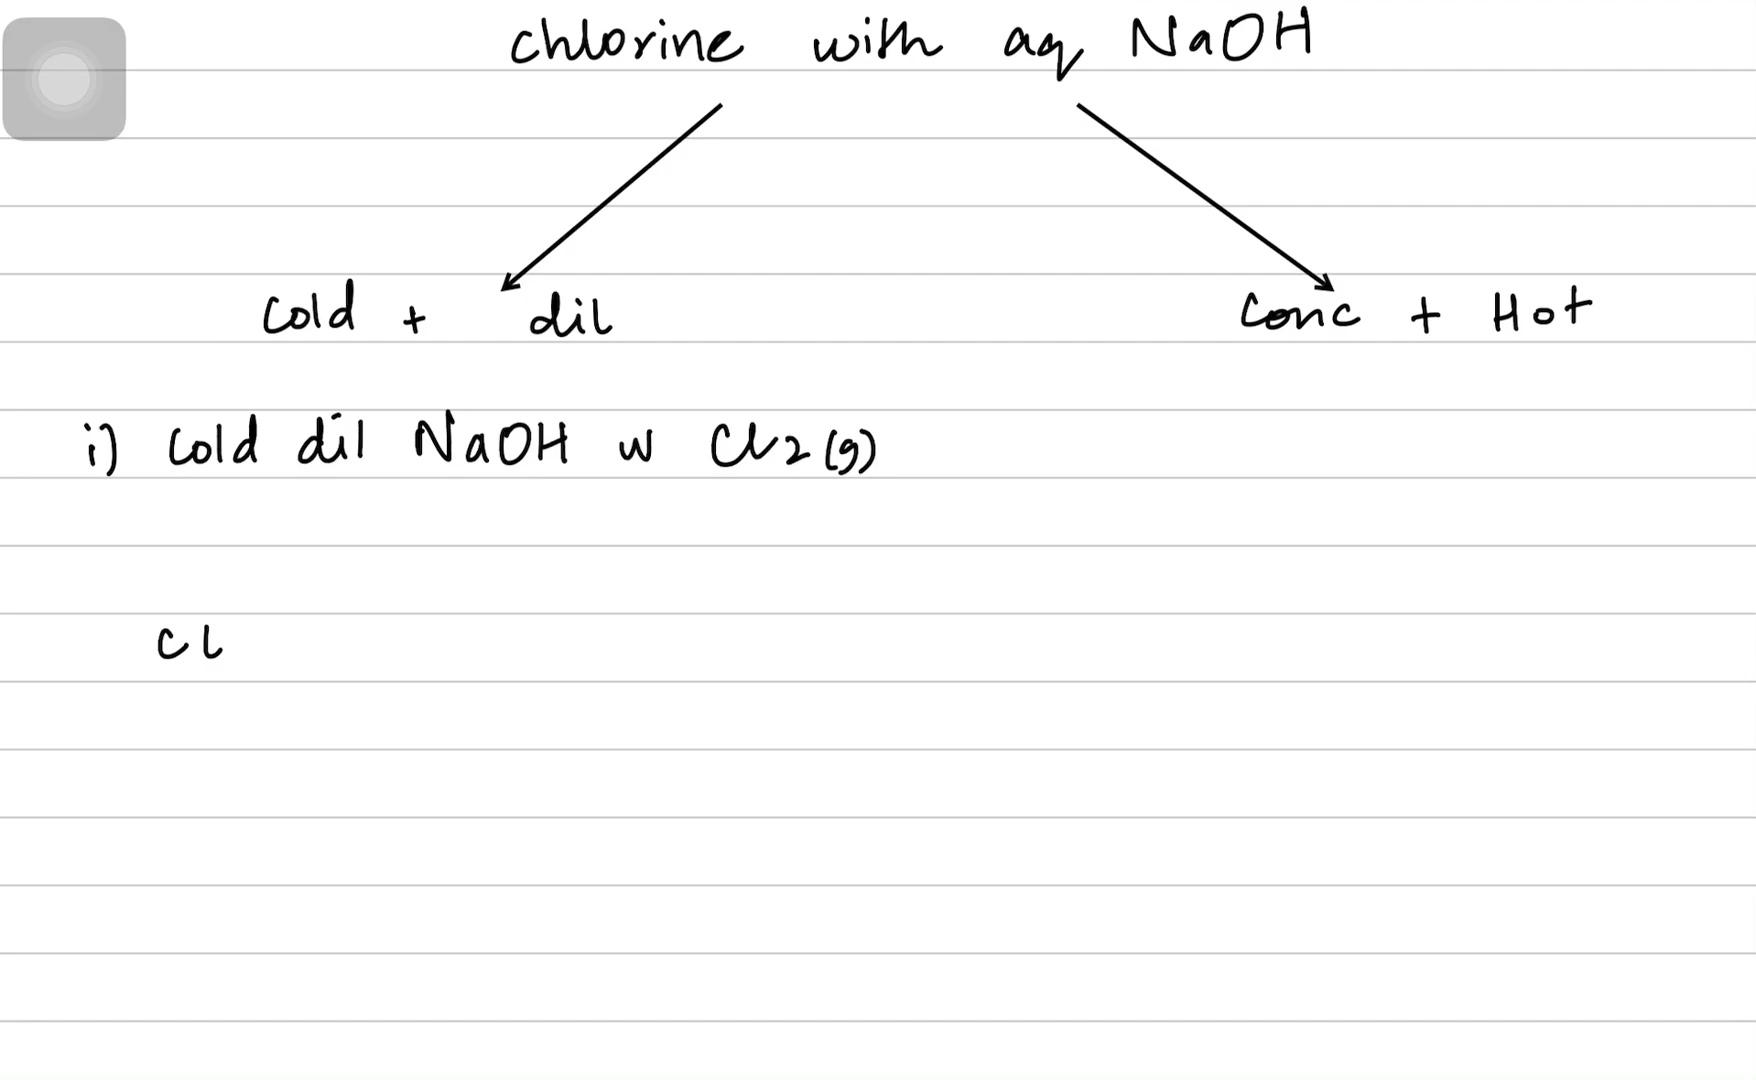 chlorine with aq NaOH
Cold + dil Conc + Hot
i) Cold dil NaOH w Cl2(g)
Cl